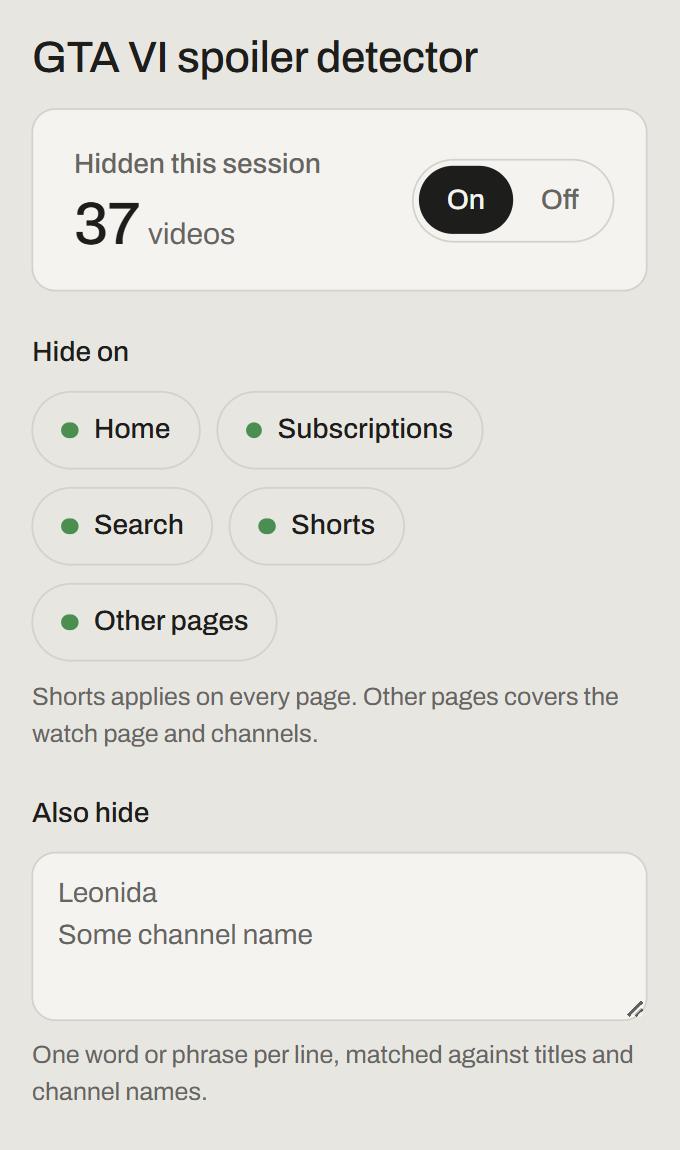 GTA VI spoiler detector
Hidden this session
37 videos
On
Off
Hide on
Home
Subscriptions
Search
Shorts
Other pages
Shorts applies on every page. Other pages covers the
watch page and channels.
Also hide
Leonida
Some channel name
One word or phrase per line, matched against titles and
channel names.